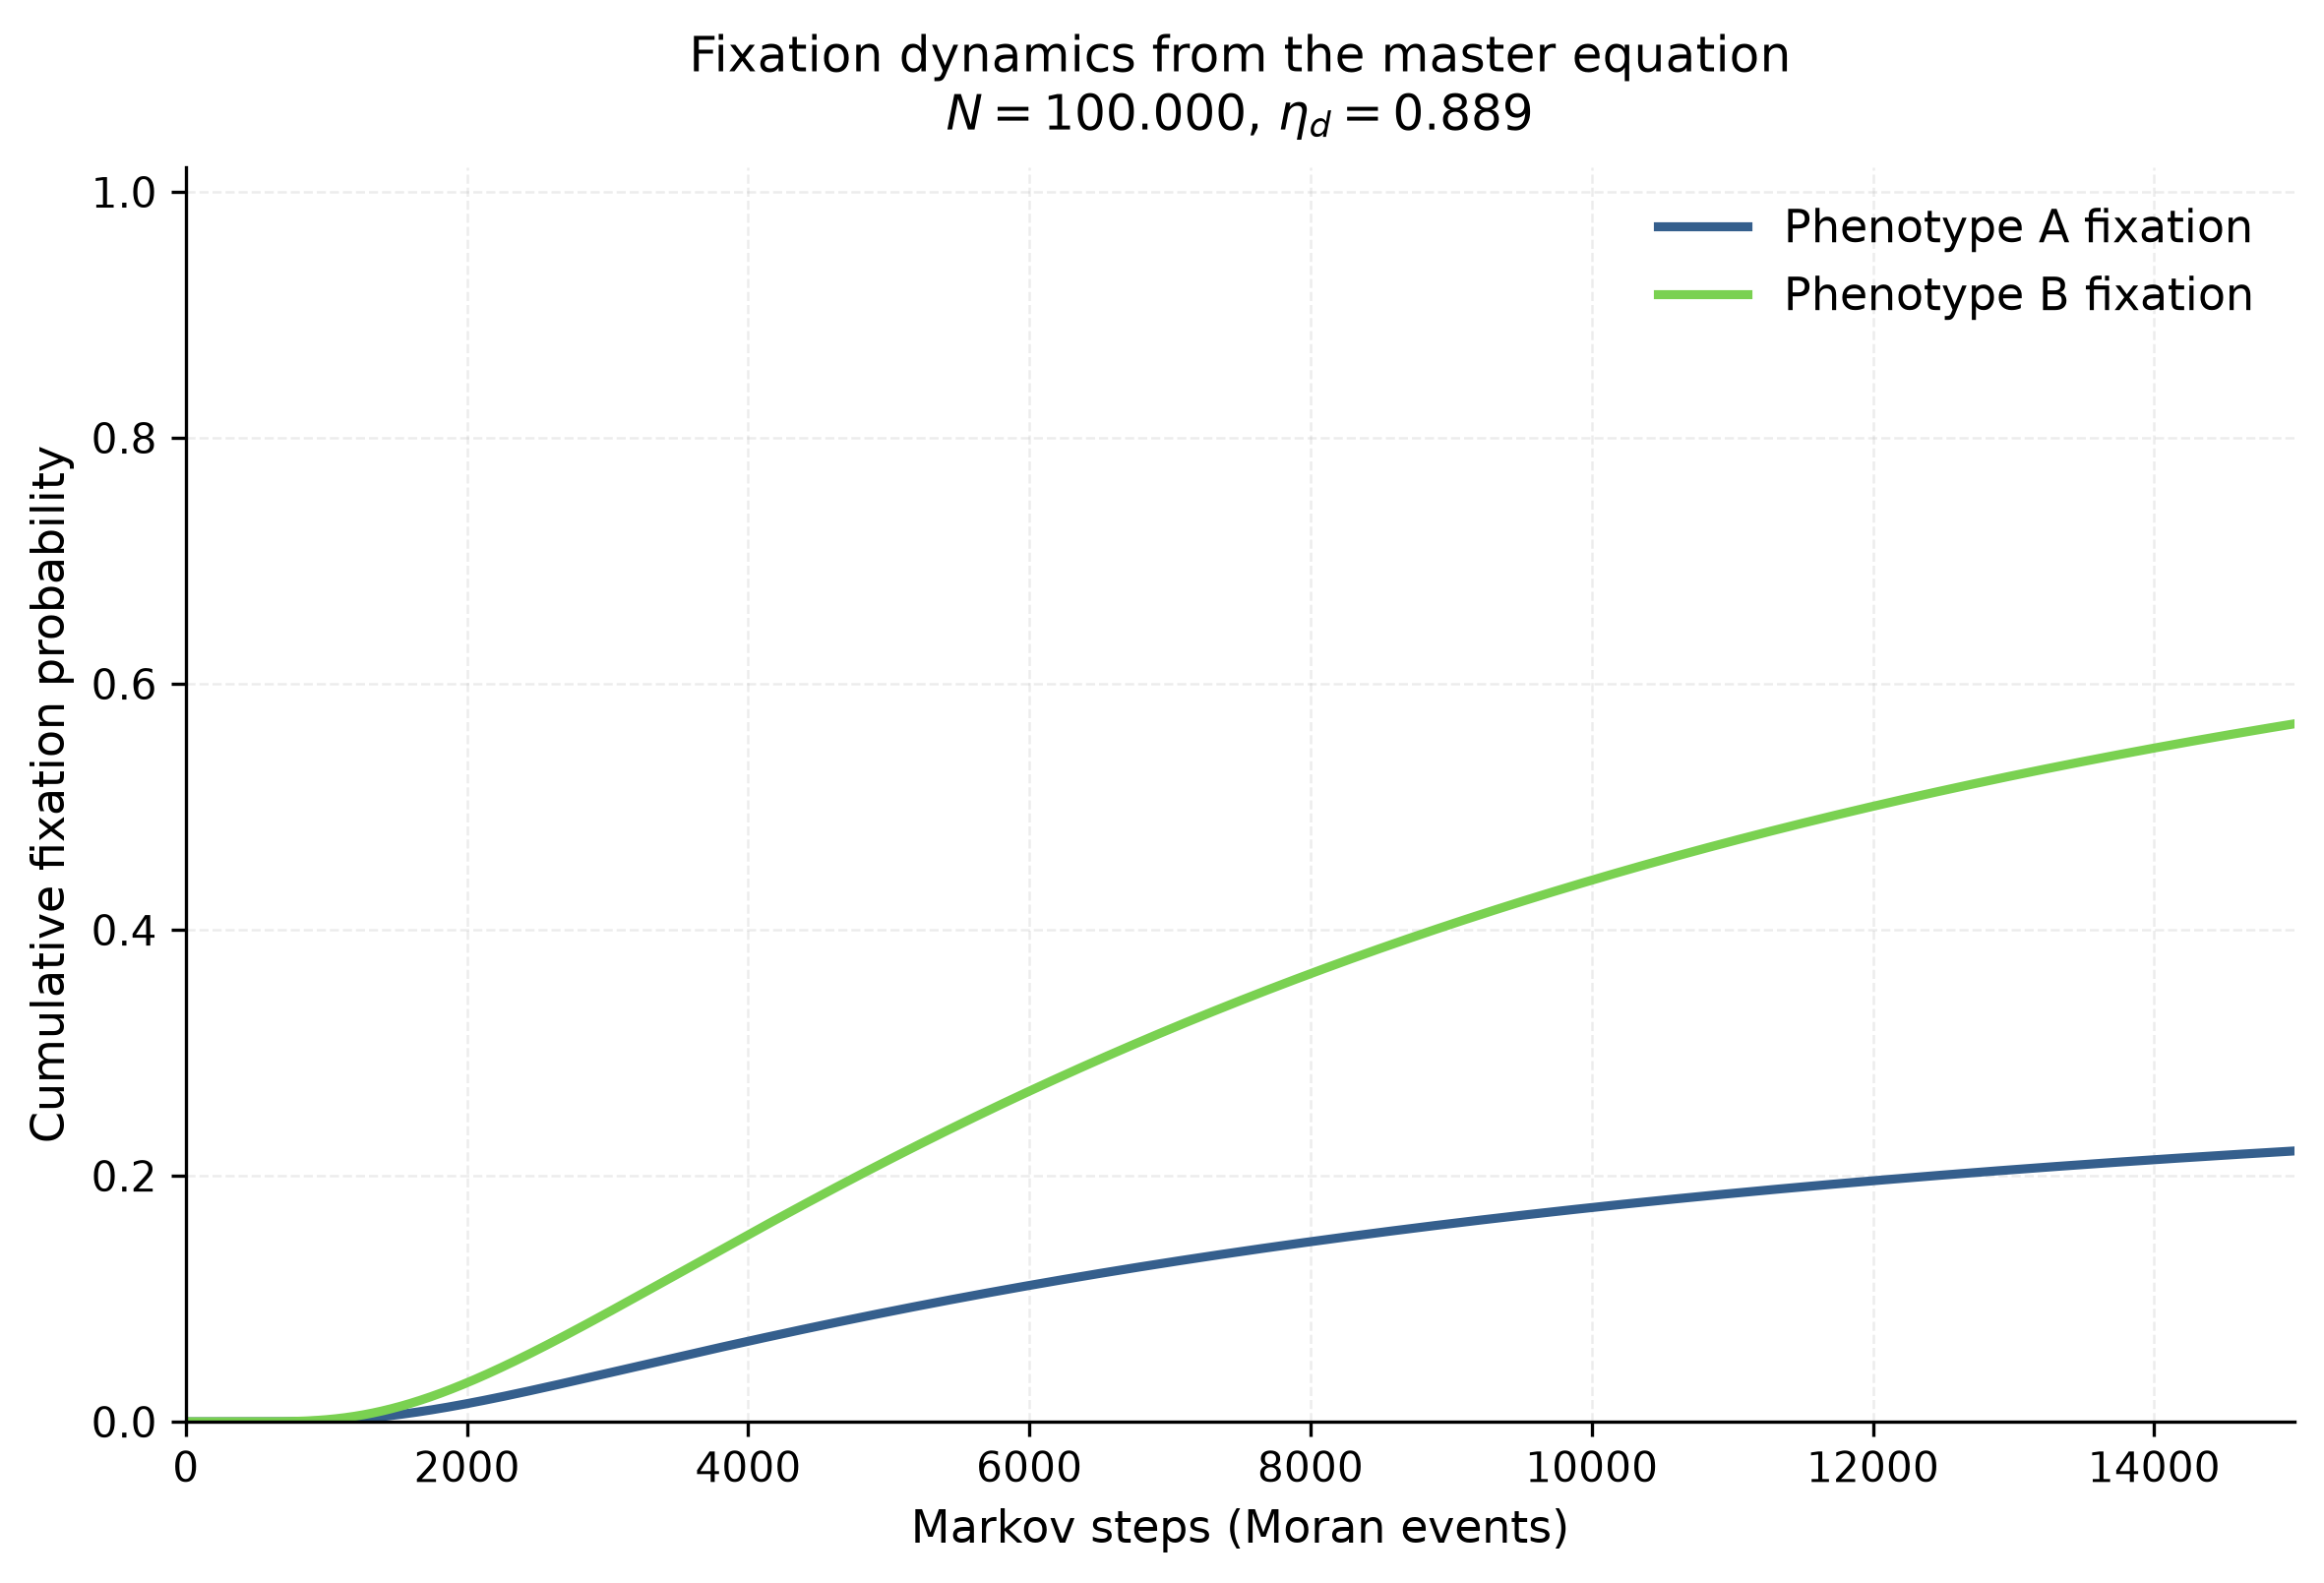 Fixation dynamics from the master equation
N = 100.000, η_d = 0.889
Cumulative fixation probability
1.0
0.8
0.6
0.4
0.2
0.0
Phenotype A fixation
Phenotype B fixation
0 2000 4000 6000 8000 10000 12000 14000
Markov steps (Moran events)